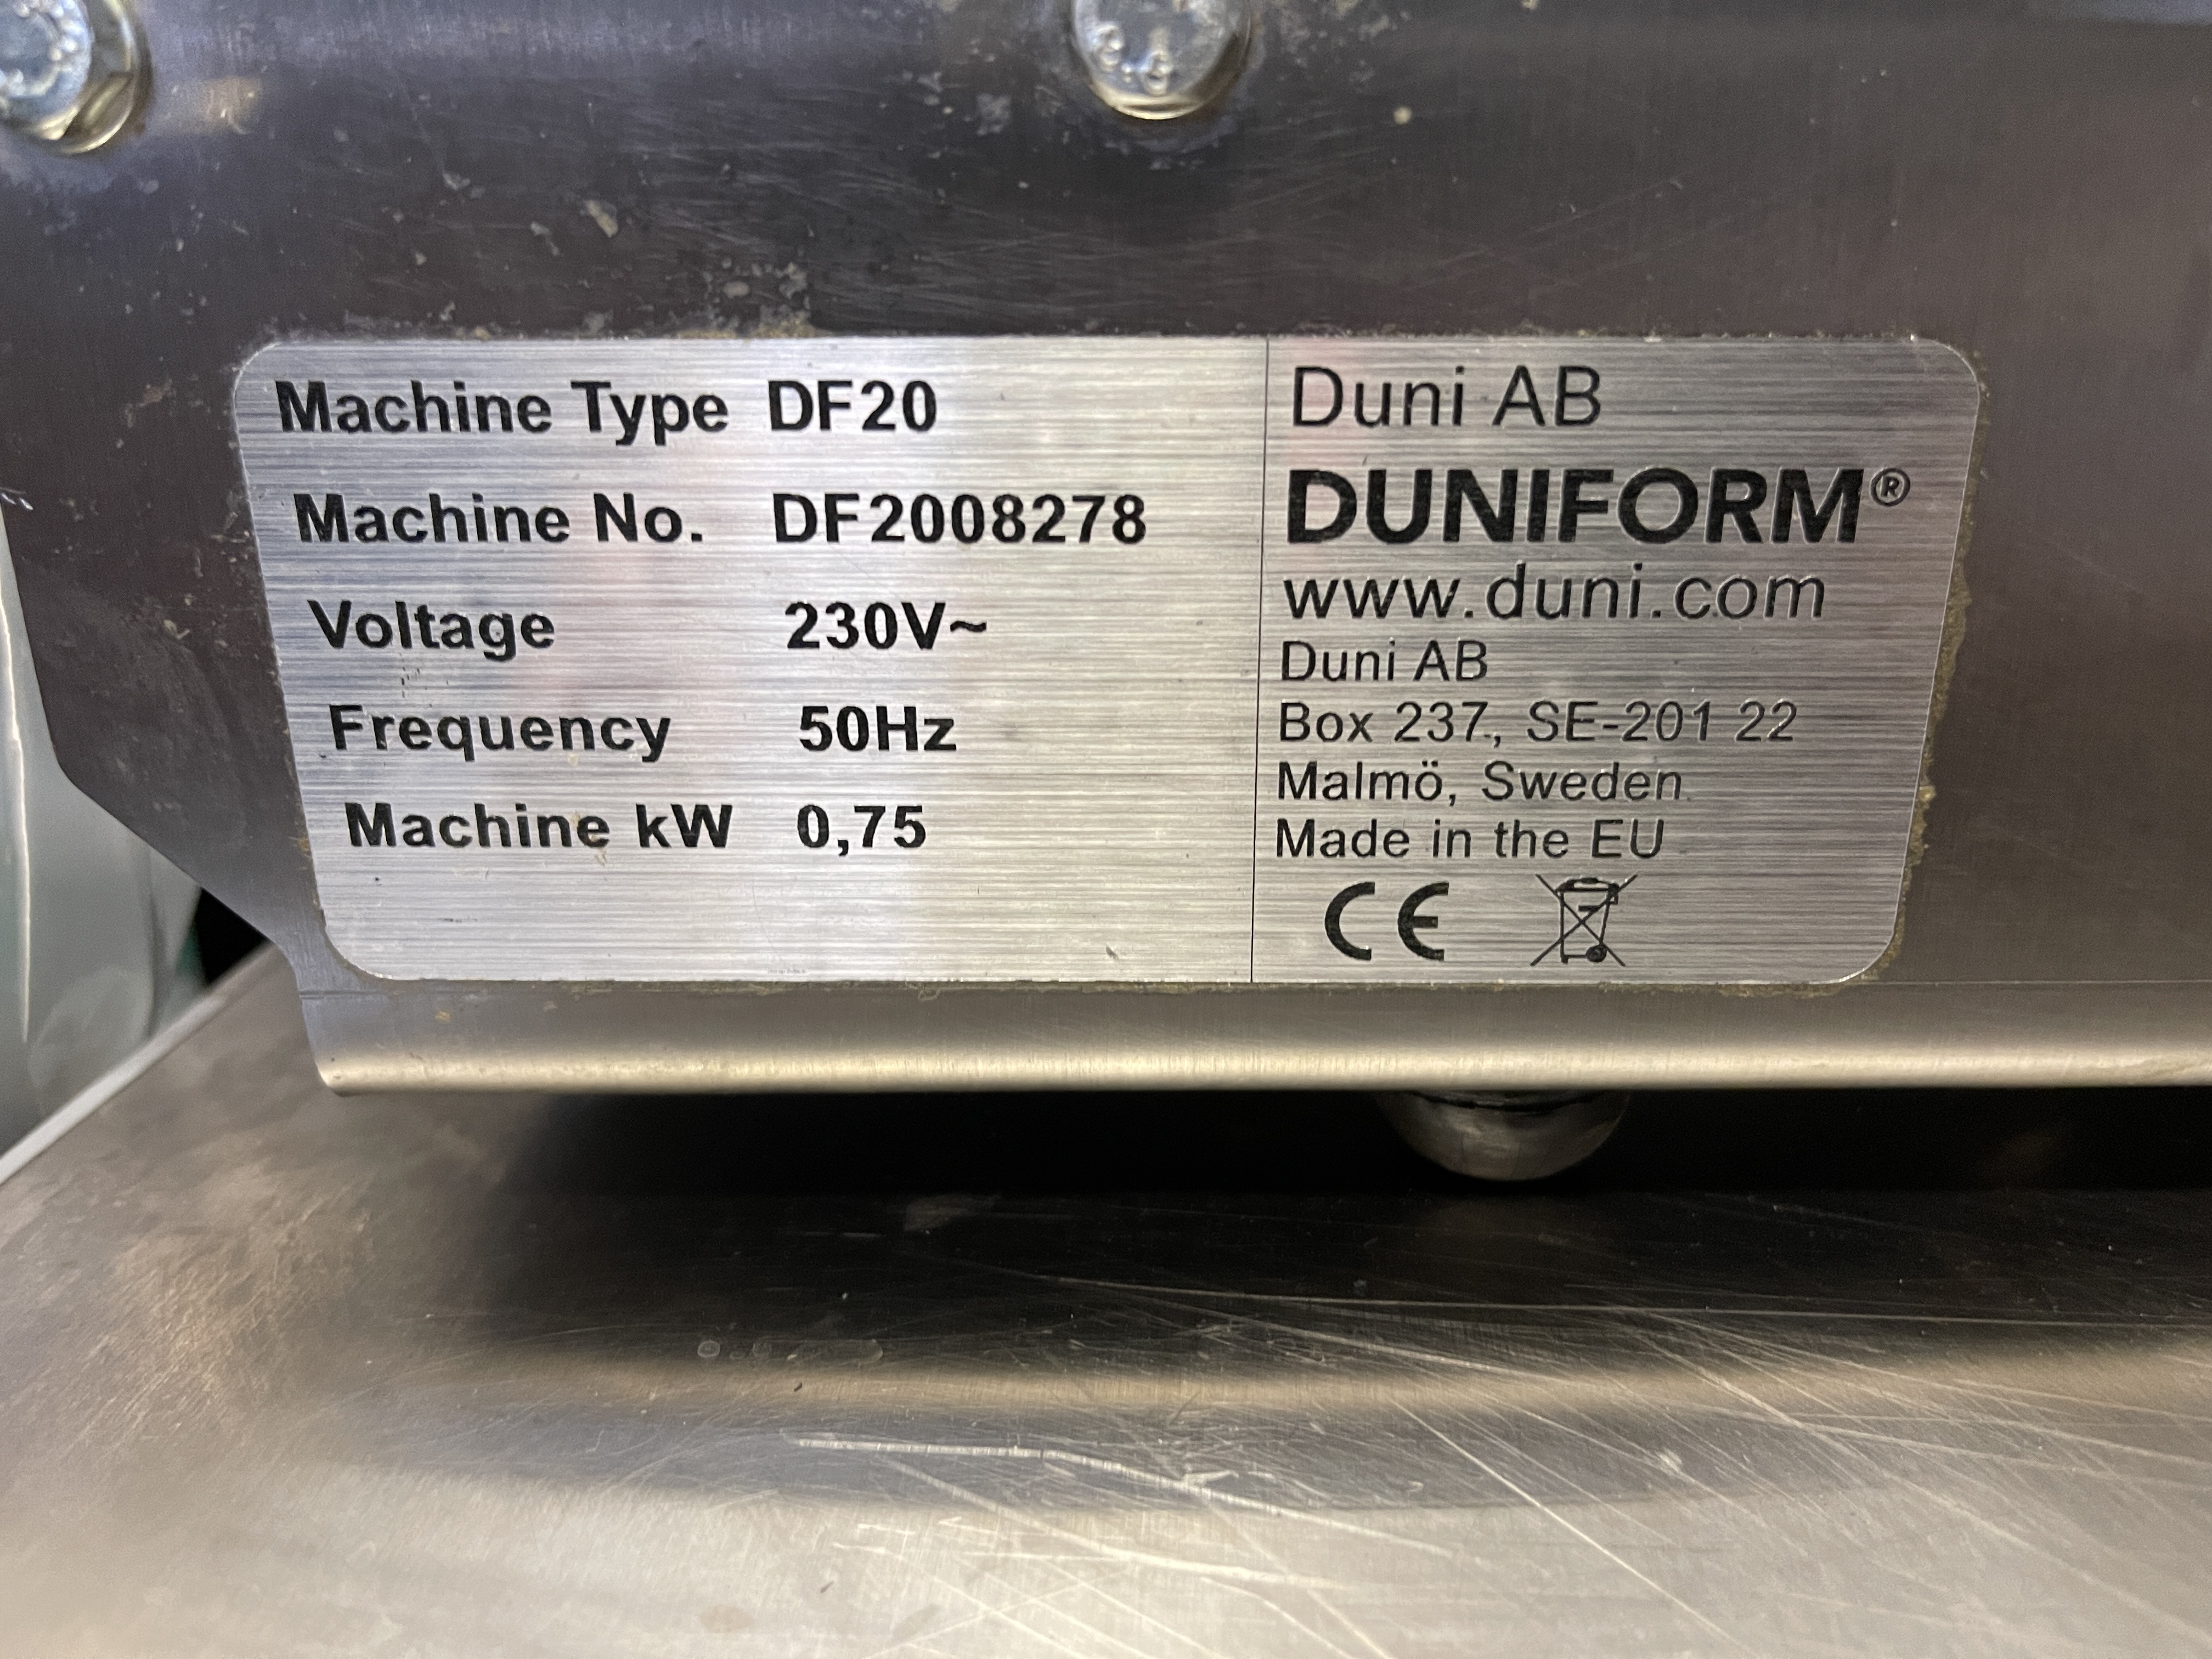 Machine Type DF20
Machine No. DF2008278
Voltage 230V~
Frequency 50Hz
Machine kW 0,75
Duni AB
DUNIFORM®
www.duni.com
Duni AB
Box 237, SE-201 22
Malmö, Sweden
Made in the EU
CE